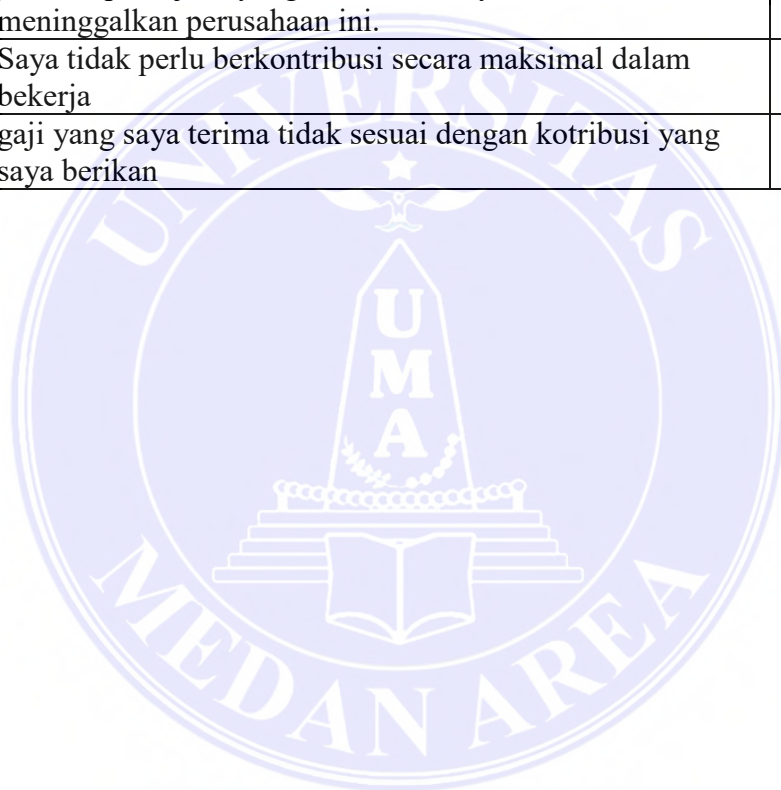 meninggalkan perusahaan ini.
Saya tidak perlu berkontribusi secara maksimal dalam
bekerja
gaji yang saya terima tidak sesuai dengan kotribusi yang
saya berikan
UNIVERSITAS
UMA
MEDAN AREA